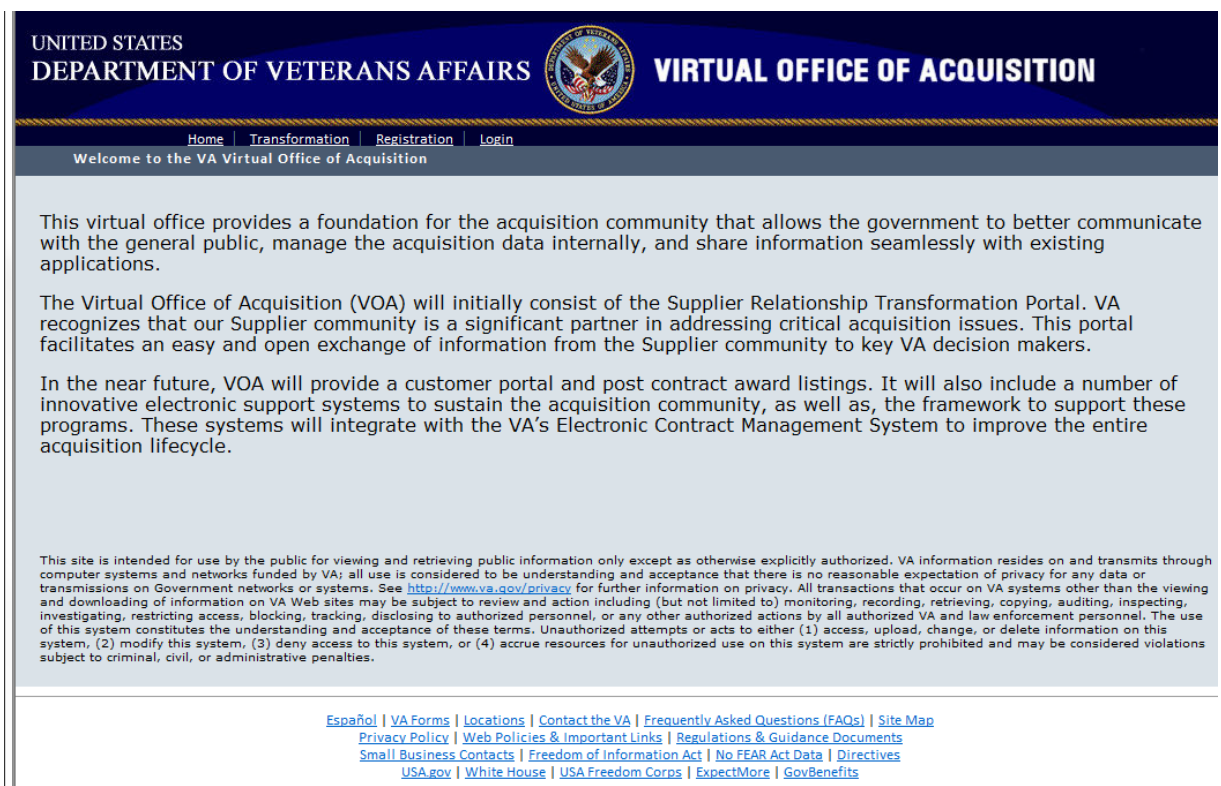 UNITED STATES
DEPARTMENT OF VETERANS AFFAIRS
VIRTUAL OFFICE OF ACQUISITION
Home | Transformation | Registration | Login
Welcome to the VA Virtual Office of Acquisition
This virtual office provides a foundation for the acquisition community that allows the government to better communicate
with the general public, manage the acquisition data internally, and share information seamlessly with existing
applications.
The Virtual Office of Acquisition (VOA) will initially consist of the Supplier Relationship Transformation Portal. VA
recognizes that our Supplier community is a significant partner in addressing critical acquisition issues. This portal
facilitates an easy and open exchange of information from the Supplier community to key VA decision makers.
In the near future, VOA will provide a customer portal and post contract award listings. It will also include a number of
innovative electronic support systems to sustain the acquisition community, as well as, the framework to support these
programs. These systems will integrate with the VA’s Electronic Contract Management System to improve the entire
acquisition lifecycle.
This site is intended for use by the public for viewing and retrieving public information only except as otherwise explicitly authorized. VA information resides on and transmits through
computer systems and networks funded by VA; all use is considered to be understanding and acceptance that there is no reasonable expectation of privacy for any data or
transmissions on Government networks or systems. See http://www.va.gov/privacy for further information on privacy. All transactions that occur on VA systems other than the viewing
and downloading of information on VA Web sites may be subject to review and action including (but not limited to) monitoring, recording, retrieving, copying, auditing, inspecting,
investigating, restricting access, blocking, tracking, disclosing to authorized personnel, or any other authorized actions by all authorized VA and law enforcement personnel. The use
of this system constitutes the understanding and acceptance of these terms. Unauthorized attempts or acts to either (1) access, upload, change, or delete information on this
system, (2) modify this system, (3) deny access to this system, or (4) accrue resources for unauthorized use on this system are strictly prohibited and may be considered violations
subject to criminal, civil, or administrative penalties.
Español | VA Forms | Locations | Contact the VA | Frequently Asked Questions (FAQs) | Site Map
Privacy Policy | Web Policies & Important Links | Regulations & Guidance Documents
Small Business Contacts | Freedom of Information Act | No FEAR Act Data | Directives
USA.gov | White House | USA Freedom Corps | ExpectMore | GovBenefits